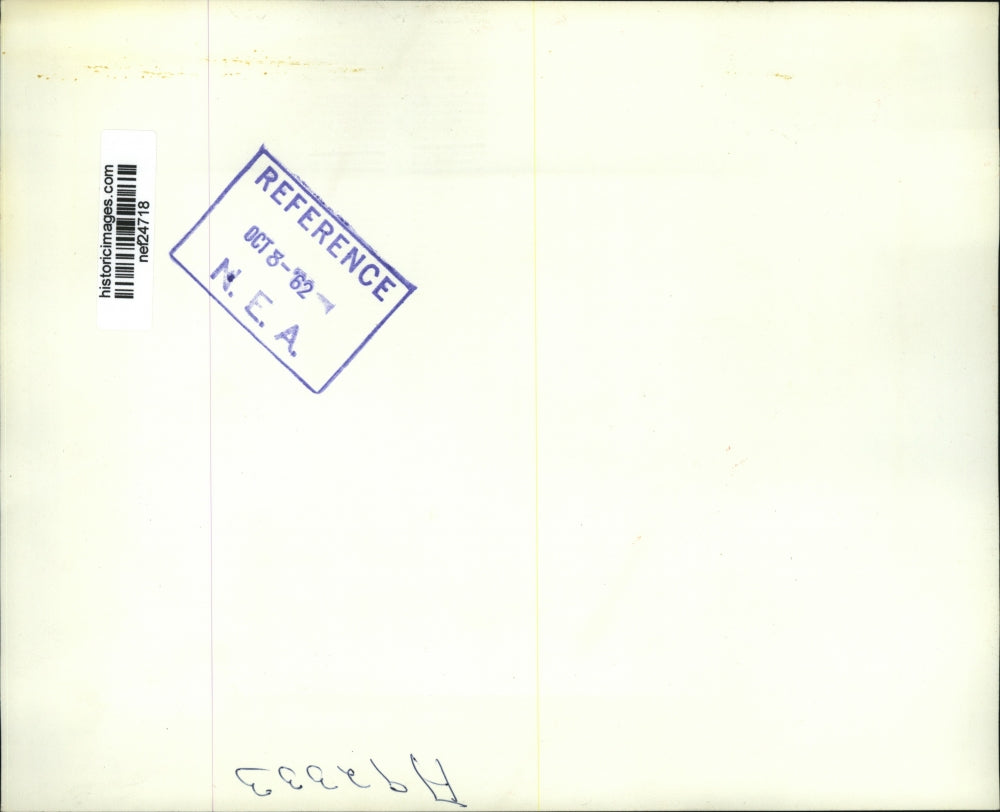 historicimages.com
nef24718
REFERENCE
OCT 8-'62
N. E. A.